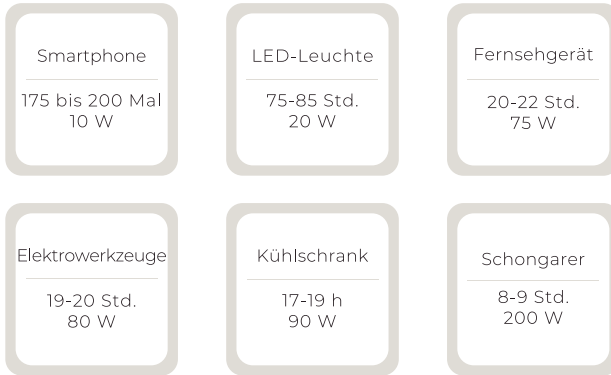 Smartphone
175 bis 200 Mal
10 W
LED-Leuchte
75-85 Std.
20 W
Fernsehgerät
20-22 Std.
75 W
Elektrowerkzeuge
19-20 Std.
80 W
Kühlschrank
17-19 h
90 W
Schongarer
8-9 Std.
200 W